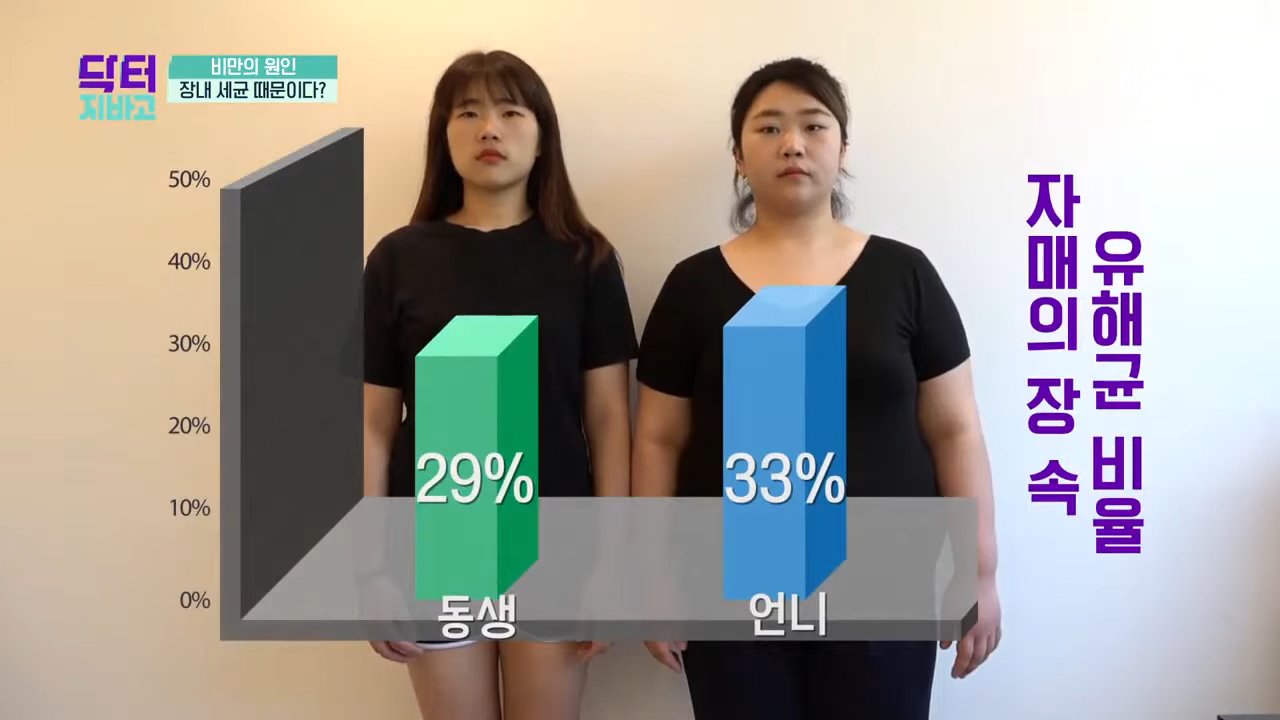 닥터
지바고
비만의 원인
장내 세균 때문이다?
자매의 장 속
유해균 비율
50%
40%
30%
20%
10%
0%
29%
33%
동생
언니